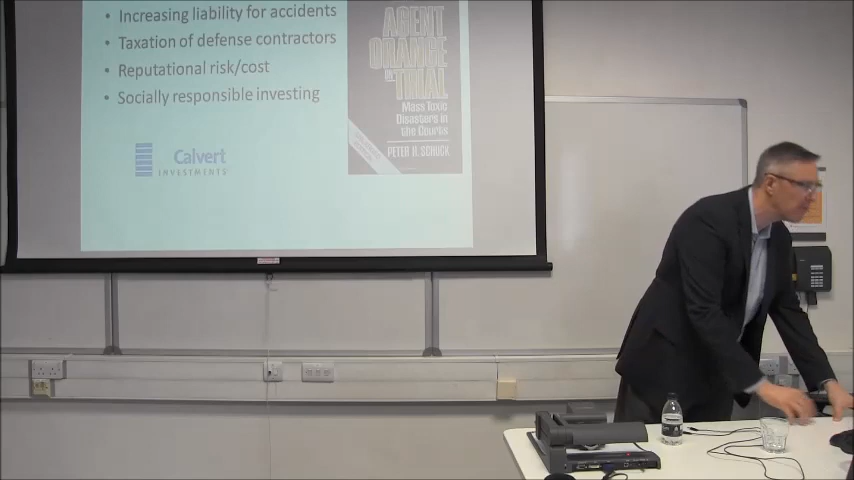 • Increasing liability for accidents
• Taxation of defense contractors
• Reputational risk/cost
• Socially responsible investing
Calvert
INVESTMENTS
AGENT
ORANGE
ON
TRIAL
Mass Toxic
Disasters in
the Courts
PETER H. SCHUCK